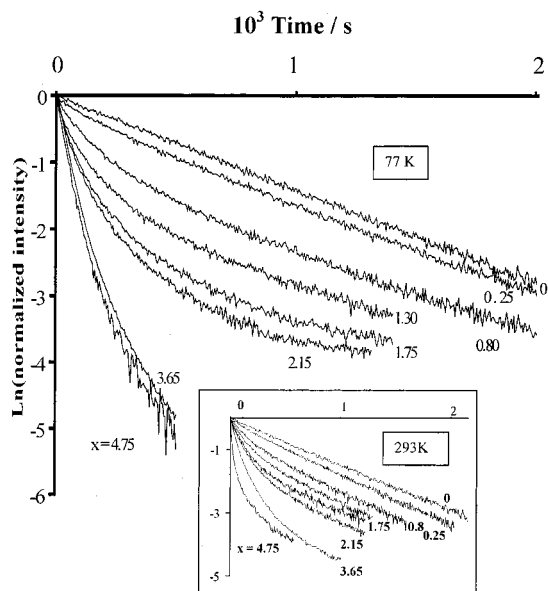 10³ Time / s
0 1 2
Ln(normalized intensity)
0
-1
-2
-3
-4
-5
-6
77 K
0
0.25
0.80
1.30
1.75
2.15
3.65
x=4.75
0 1 2
-1
-3
-5
293K
0
0.25
0.8
1.75
2.15
3.65
x = 4.75